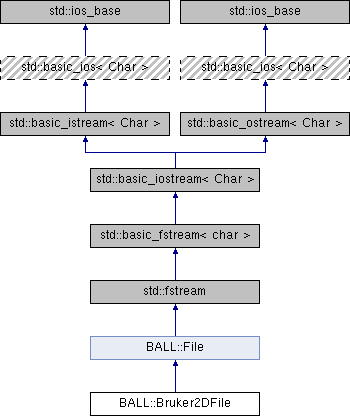 std::ios_base
std::ios_base
std::basic_ios< Char >
std::basic_ios< Char >
std::basic_istream< Char >
std::basic_ostream< Char >
std::basic_iostream< Char >
std::basic_fstream< char >
std::fstream
BALL::File
BALL::Bruker2DFile